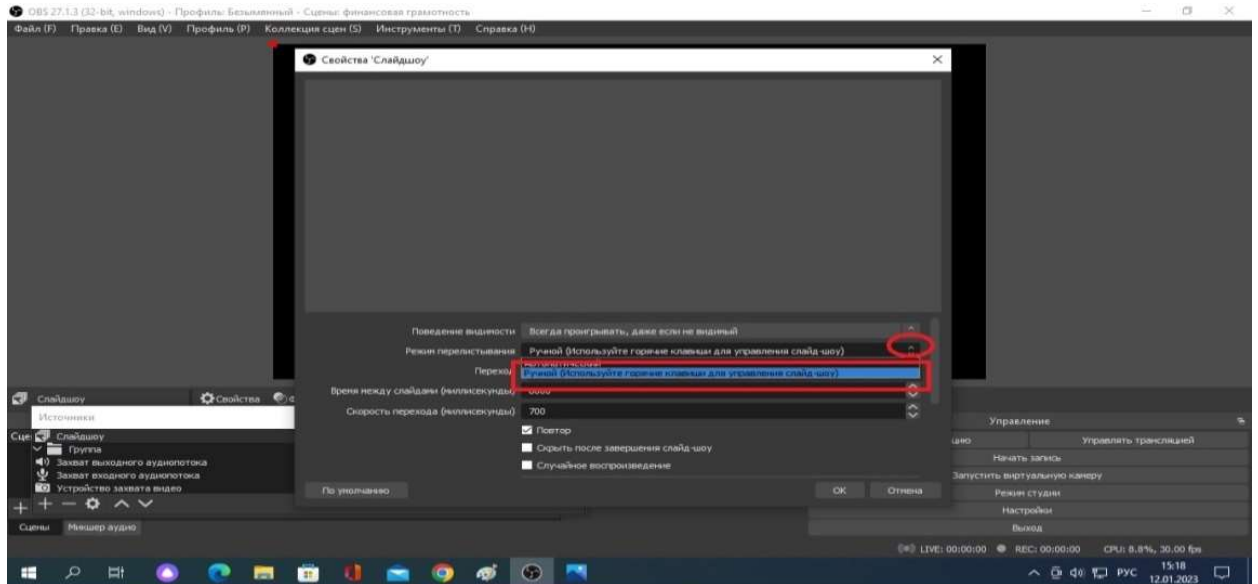 OBS 27.1.3 (32-bit, windows) - Профиль: Безымянный - Сцены: финансовая грамотность
Файл (F) Правка (E) Вид (V) Профиль (P) Коллекция сцен (S) Инструменты (T) Справка (H)
Свойства 'Слайдшоу'
Поведение видимости Всегда проигрывать, даже если не видимый
Режим перелистывания Ручной (Используйте горячие клавиши для управления слайд-шоу)
Автоматический
Переход Ручной (Используйте горячие клавиши для управления слайд-шоу)
Время между слайдами (миллисекунды)
Скорость перехода (миллисекунды) 700
Повтор
Скрыть после завершения слайд-шоу
Случайное воспроизведение
По умолчанию ОК Отмена
Слайдшоу Свойства
Источники
Сце Слайдшоу
Группа
Захват выходного аудиопотока
Захват входного аудиопотока
Устройство захвата видео
Сцены Микшер аудио
Управление
цию Управлять трансляцией
Начать запись
Запустить виртуальную камеру
Режим студии
Настройки
Выход
LIVE: 00:00:00 REC: 00:00:00 CPU: 8.8%, 30.00 fps
РУС 15:18
12.01.2023